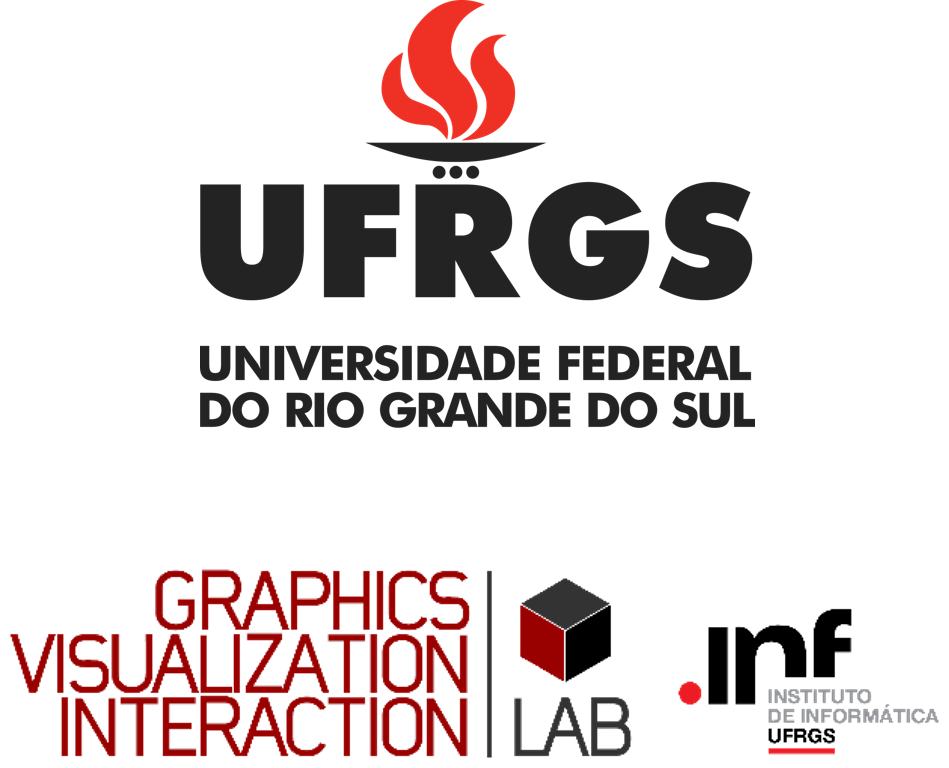 UFRGS
UNIVERSIDADE FEDERAL
DO RIO GRANDE DO SUL
GRAPHICS
VISUALIZATION
INTERACTION
LAB
.inf
INSTITUTO
DE INFORMÁTICA
UFRGS